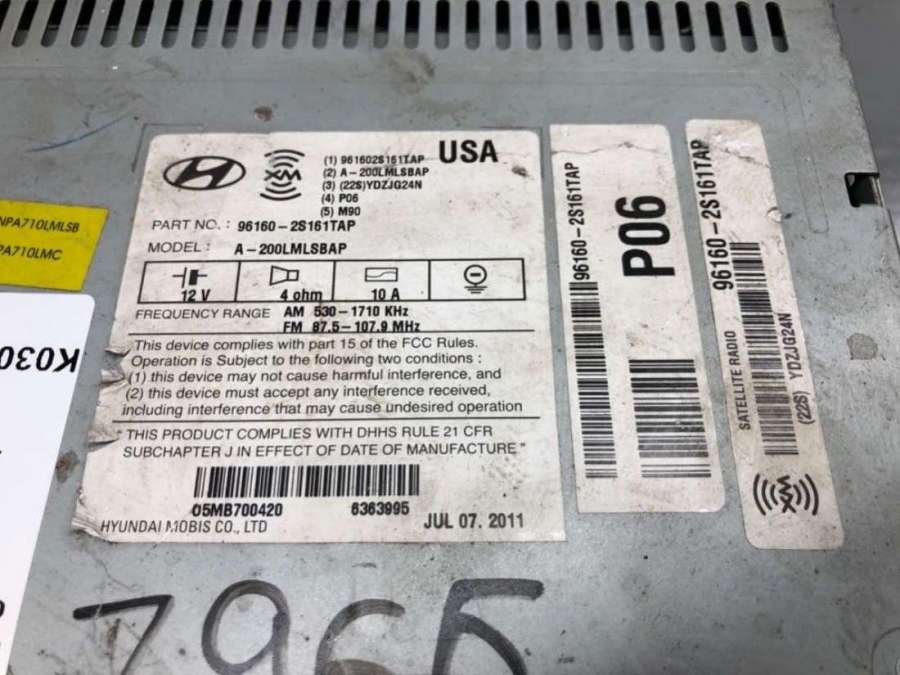 USA
XM
(1) 961602S161TAP
(2) A-200LMLSBAP
(3) (22S)YDZJG24N
(4) P06
(5) M90
PART NO.: 96160-2S161TAP
MODEL: A-200LMLSBAP
12 V
4 ohm
10 A
FREQUENCY RANGE AM 530-1710 KHz
FM 87.5-107.9 MHz
This device complies with part 15 of the FCC Rules.
Operation is Subject to the following two conditions :
(1) this device may not cause harmful interference, and
(2) this device must accept any interference received,
including interference that may cause undesired operation
"THIS PRODUCT COMPLIES WITH DHHS RULE 21 CFR
SUBCHAPTER J IN EFFECT OF DATE OF MANUFACTURE"
05MB700420 6363995
HYUNDAI MOBIS CO., LTD JUL 07. 2011
96160-2S161TAP
P06
96160-2S161TAP
SATELLITE RADIO
(22S) YDZJG24N
XM
NPA710LMLSB
PA710LMC
K030
7965